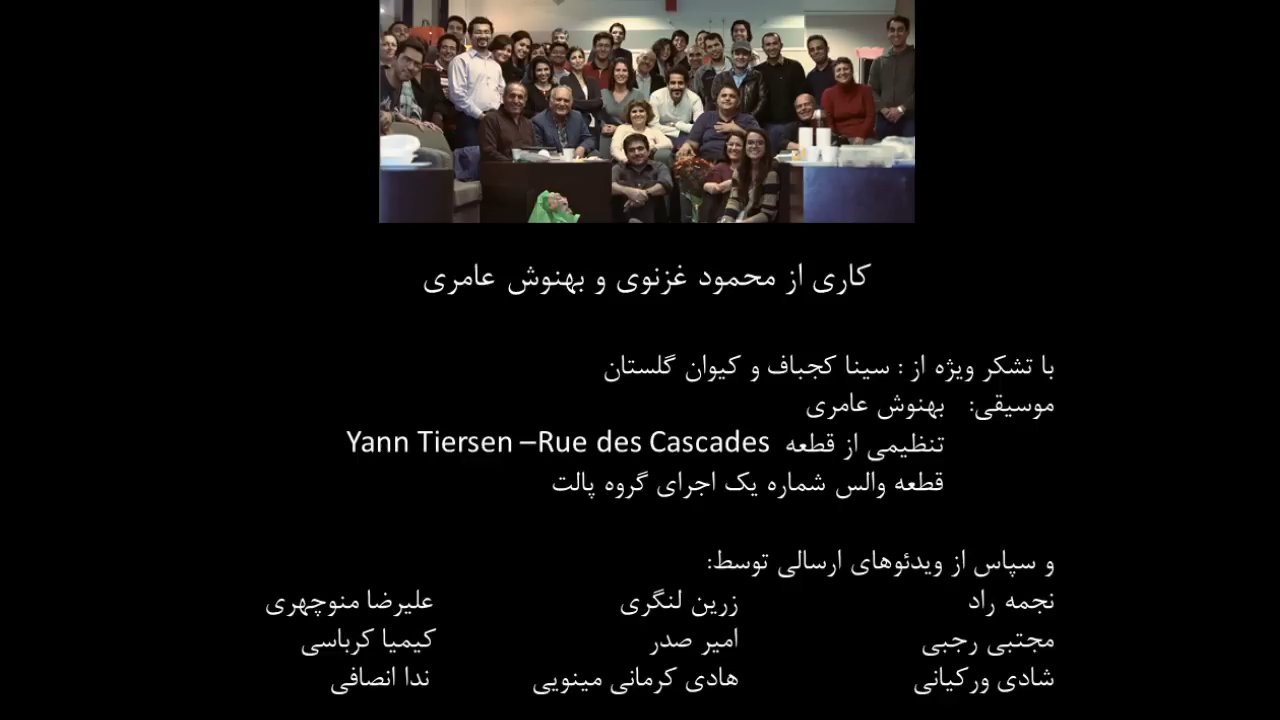 کاری از محمود غزنوی و بهنوش عامری
با تشکر ویژه از : سینا کجباف و کیوان گلستان
موسیقی: بهنوش عامری
تنظیمی از قطعه Yann Tiersen –Rue des Cascades
قطعه والس شماره یک اجرای گروه پالت
و سپاس از ویدئوهای ارسالی توسط:
نجمه راد زرین لنگری علیرضا منوچهری
مجتبی رجبی امیر صدر کیمیا کرباسی
شادی ورکیانی هادی کرمانی مینویی ندا انصافی